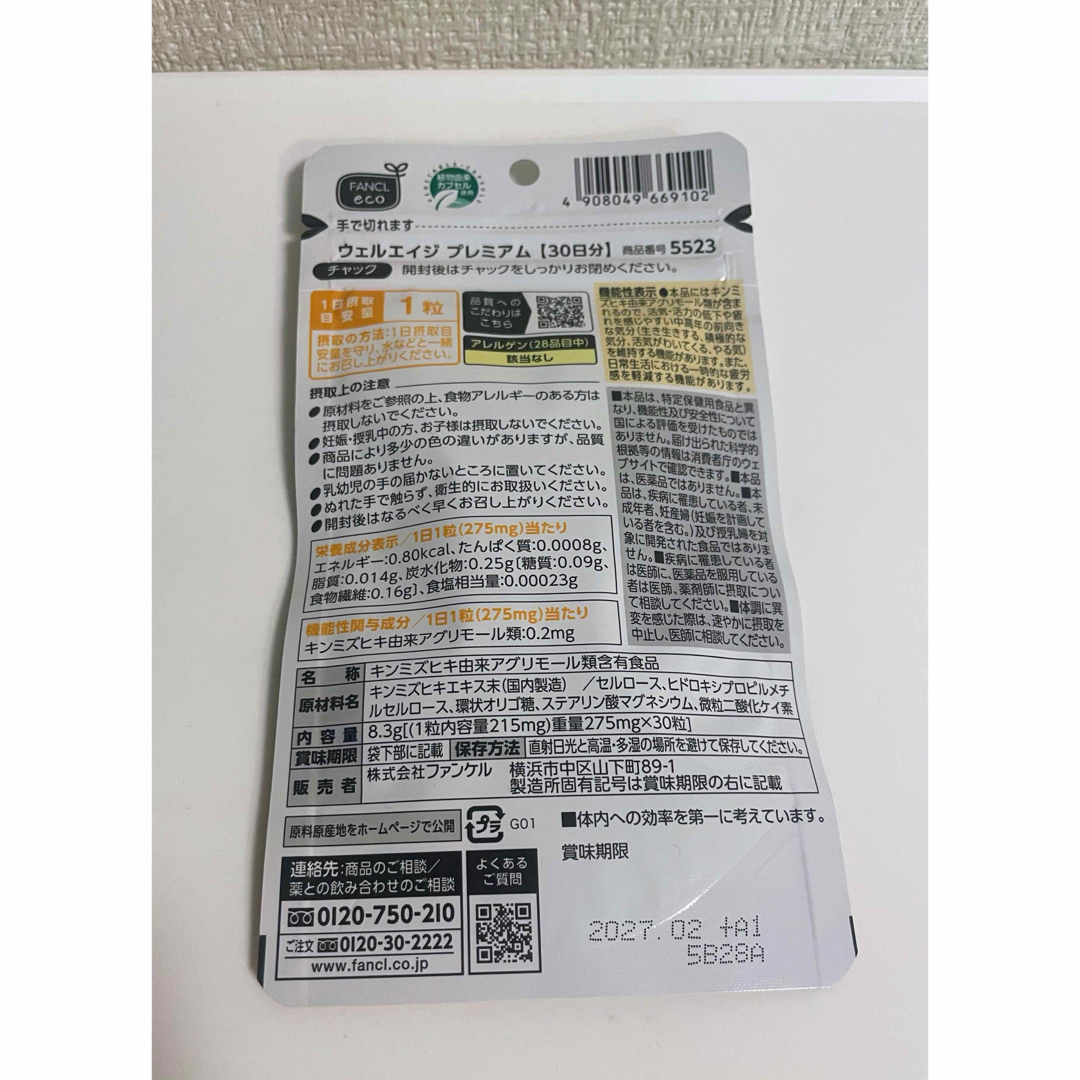 FANCL
eco
植物由来
カプセル
使用
4 908049 669102
手で切れます
ウェルエイジ プレミアム【30日分】 商品番号 5523
チャック 開封後はチャックをしっかりお閉めください。
1日摂取
目安量 1粒
摂取の方法:1日摂取目
安量を守り、水などと一緒
にお召し上がりください。
品質への
こだわりは
こちら
アレルゲン(28品目中)
該当なし
機能性表示 ●本品にはキンミ
ズヒキ由来アグリモール類が含ま
れるので、活気・活力の低下や疲
れを感じやすい中高年の前向き
な気分(生き生きする、積極的な
気分、活気がわいてくる、やる気)
を維持する機能があります。また、
日常生活における一時的な疲労
感を軽減する機能があります。
摂取上の注意
●原材料をご参照の上、食物アレルギーのある方は
摂取しないでください。
●妊娠・授乳中の方、お子様は摂取しないでください。
●商品により多少の色の違いがありますが、品質
に問題ありません。
●乳幼児の手の届かないところに置いてください。
●ぬれた手で触らず、衛生的にお取扱いください。
●開封後はなるべく早くお召し上がりください。
■本品は、特定保健用食品と異
なり、機能性及び安全性について
国による評価を受けたものでは
ありません。届け出られた科学的
根拠等の情報は消費者庁のウェ
ブサイトで確認できます。■本品
は、医薬品ではありません。■本
品は、疾病に罹患している者、未
成年者、妊産婦(妊娠を計画して
いる者を含む。)及び授乳婦を対
象に開発された食品ではありま
せん。■疾病に罹患している者
は医師に、医薬品を服用している
者は医師、薬剤師に摂取につい
て相談してください。■体調に異
変を感じた際は、速やかに摂取を
中止し、医師に相談してください。
栄養成分表示/1日1粒(275mg)当たり
エネルギー:0.80kcal、たんぱく質:0.0008g、
脂質:0.014g、炭水化物:0.25g〔糖質:0.09g、
食物繊維:0.16g〕、食塩相当量:0.00023g
機能性関与成分/1日1粒(275mg)当たり
キンミズヒキ由来アグリモール類:0.2mg
名 称 キンミズヒキ由来アグリモール類含有食品
原材料名 キンミズヒキエキス末(国内製造) /セルロース、ヒドロキシプロピルメチ
ルセルロース、環状オリゴ糖、ステアリン酸マグネシウム、微粒二酸化ケイ素
内容量 8.3g[(1粒内容量215mg)重量275mg×30粒]
賞味期限 袋下部に記載 保存方法 直射日光と高温・多湿の場所を避けて保存してください。
販売者 株式会社ファンケル 横浜市中区山下町89-1
製造所固有記号は賞味期限の右に記載
原料原産地をホームページで公開
プラ
G01
■体内への効率を第一に考えています。
賞味期限
連絡先:商品のご相談/
薬との飲み合わせのご相談
0120-750-210
ご注文 0120-30-2222
www.fancl.co.jp
よくある
ご質問
2027.02 +A1
5B28A